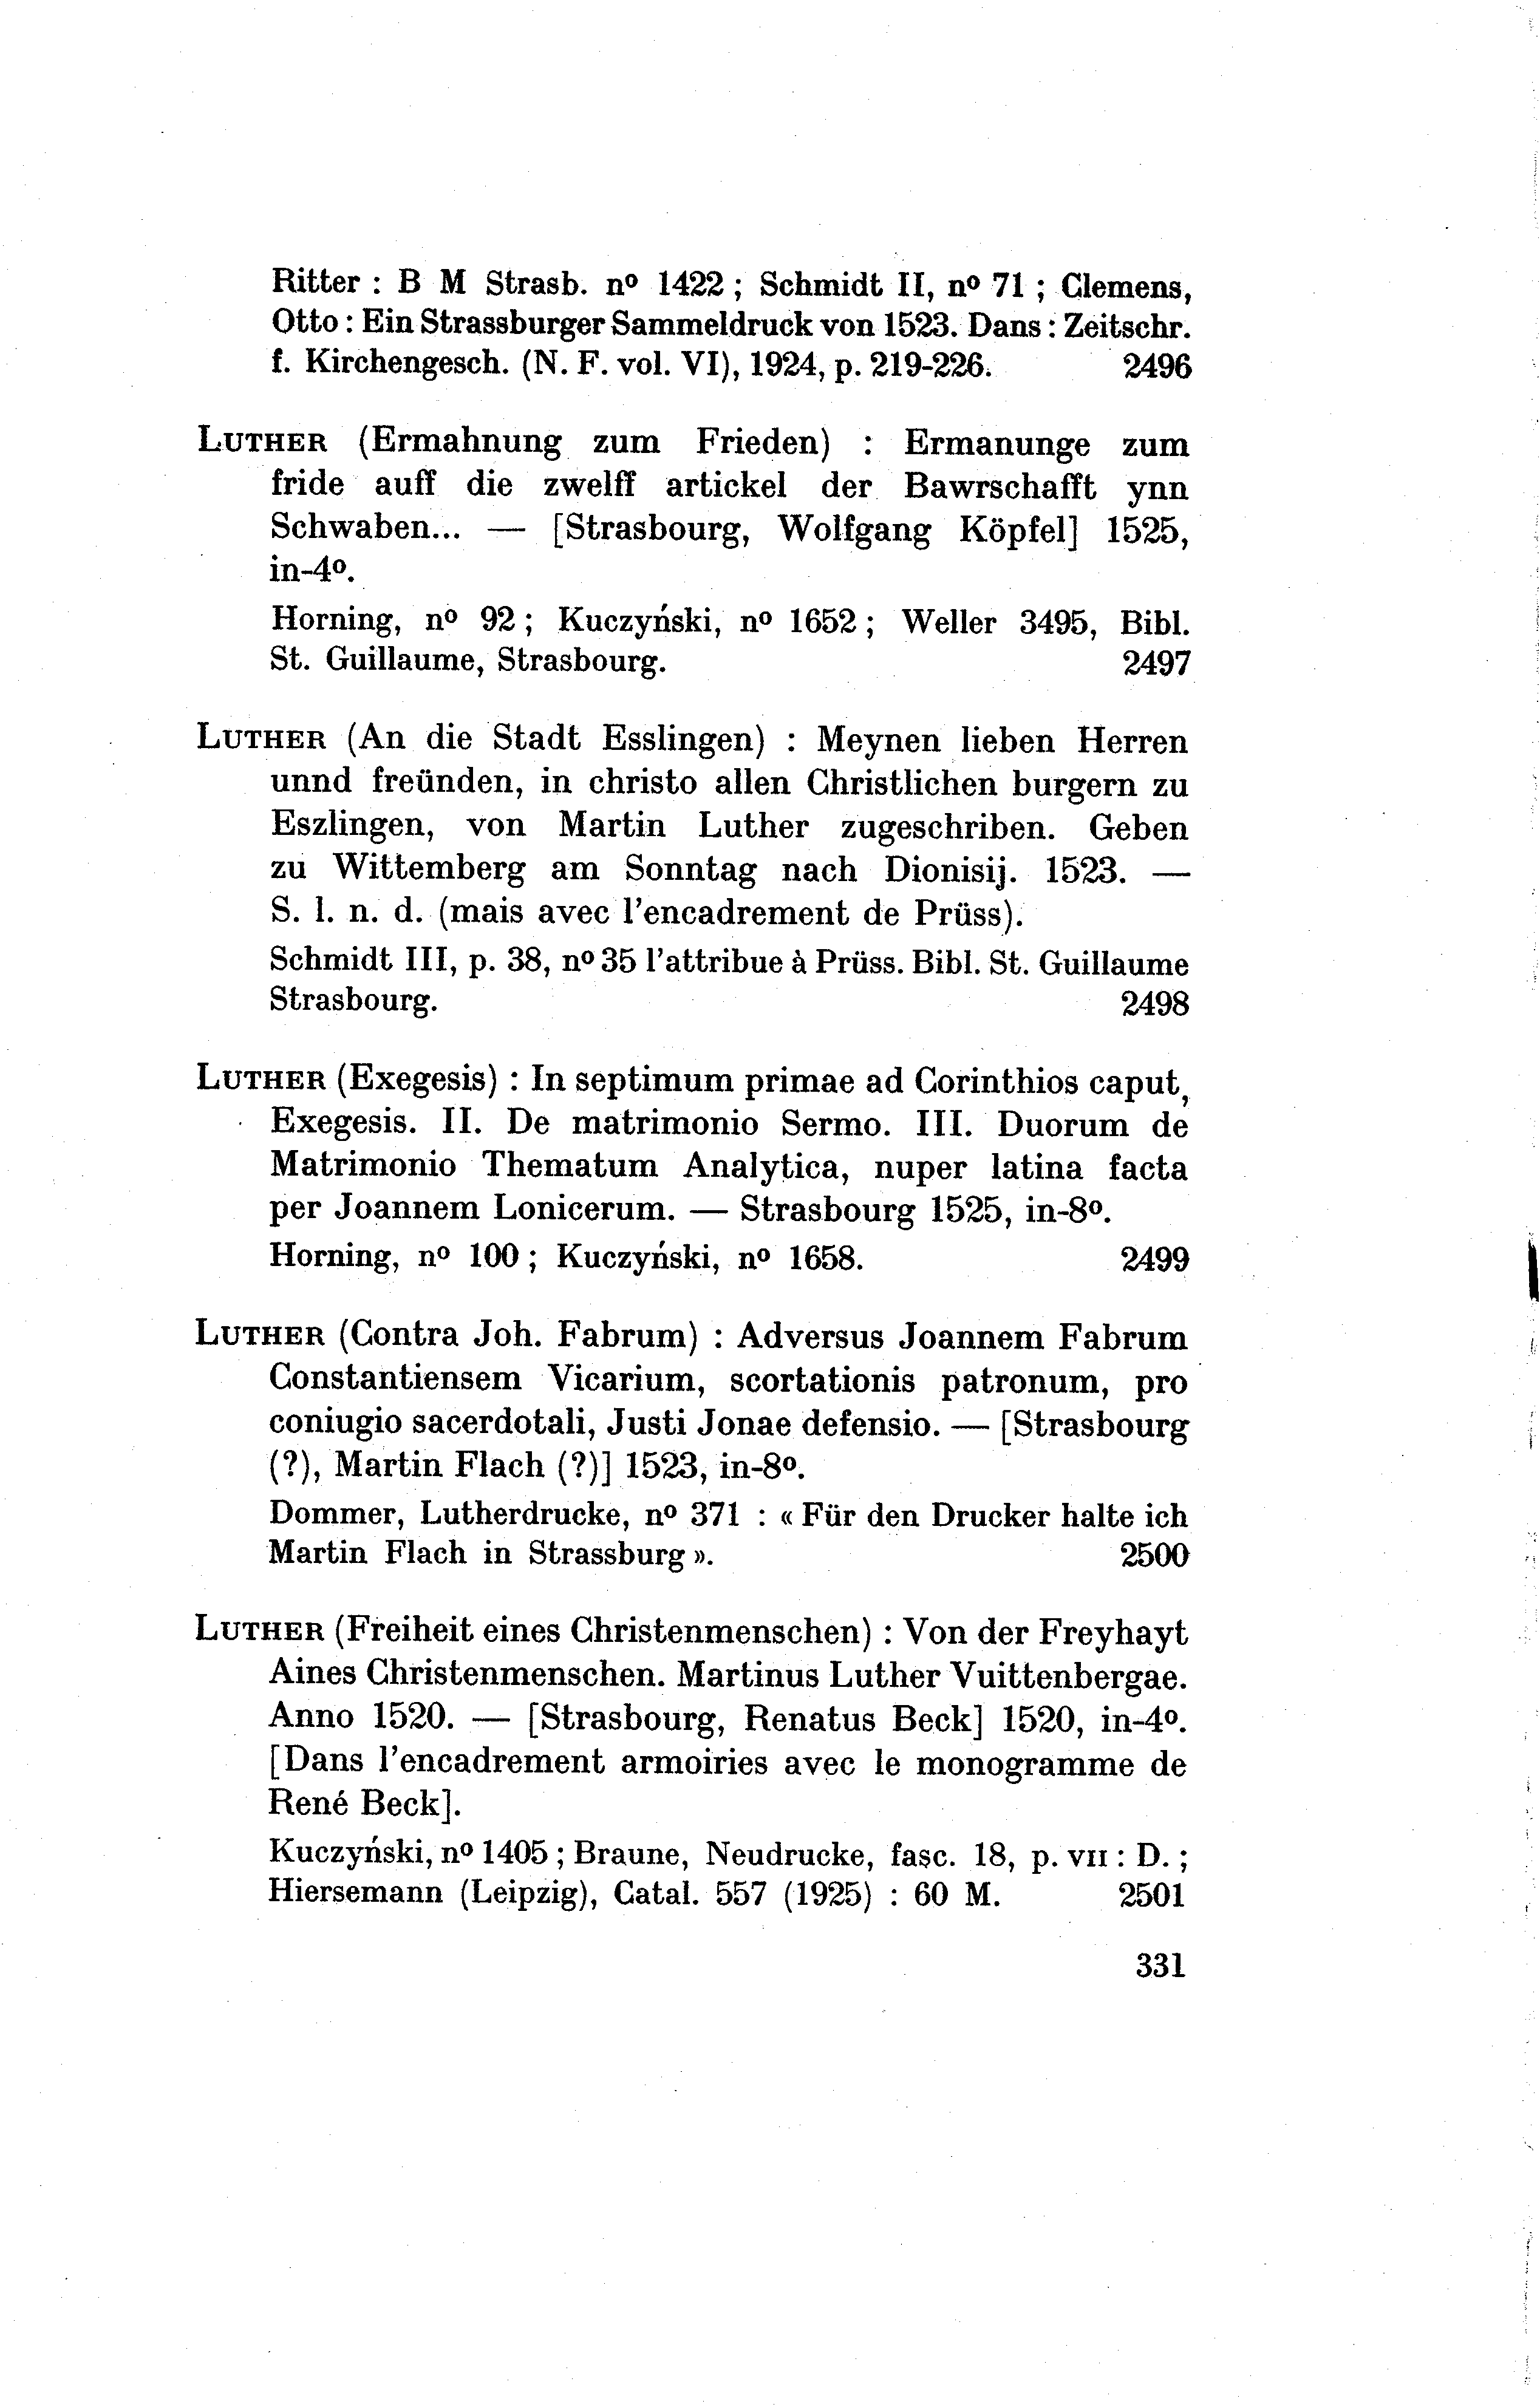 Ritter : B M Strasb. nº 1422 ; Schmidt II, nº 71 ; Clemens,
Otto : Ein Strassburger Sammeldruck von 1523. Dans : Zeitschr.
f. Kirchengesch. (N. F. vol. VI), 1924, p. 219-226. 2496
LUTHER (Ermahnung zum Frieden) : Ermanunge zum
fride auff die zwelff artickel der Bawrschafft ynn
Schwaben... — [Strasbourg, Wolfgang Köpfel] 1525,
in-4º.
Horning, nº 92 ; Kuczyński, nº 1652 ; Weller 3495, Bibl.
St. Guillaume, Strasbourg. 2497
LUTHER (An die Stadt Esslingen) : Meynen lieben Herren
unnd freünden, in christo allen Christlichen burgern zu
Eszlingen, von Martin Luther zugeschriben. Geben
zu Wittemberg am Sonntag nach Dionisij. 1523. —
S. l. n. d. (mais avec l'encadrement de Prüss).
Schmidt III, p. 38, nº 35 l'attribue à Prüss. Bibl. St. Guillaume
Strasbourg. 2498
LUTHER (Exegesis) : In septimum primae ad Corinthios caput,
Exegesis. II. De matrimonio Sermo. III. Duorum de
Matrimonio Thematum Analytica, nuper latina facta
per Joannem Lonicerum. — Strasbourg 1525, in-8º.
Horning, nº 100 ; Kuczyński, nº 1658. 2499
LUTHER (Contra Joh. Fabrum) : Adversus Joannem Fabrum
Constantiensem Vicarium, scortationis patronum, pro
coniugio sacerdotali, Justi Jonae defensio. — [Strasbourg
(?), Martin Flach (?)] 1523, in-8º.
Dommer, Lutherdrucke, nº 371 : « Für den Drucker halte ich
Martin Flach in Strassburg ». 2500
LUTHER (Freiheit eines Christenmenschen) : Von der Freyhayt
Aines Christenmenschen. Martinus Luther Vuittenbergae.
Anno 1520. — [Strasbourg, Renatus Beck] 1520, in-4º.
[Dans l'encadrement armoiries avec le monogramme de
René Beck].
Kuczyński, nº 1405 ; Braune, Neudrucke, fasc. 18, p. VII : D. ;
Hiersemann (Leipzig), Catal. 557 (1925) : 60 M. 2501
331